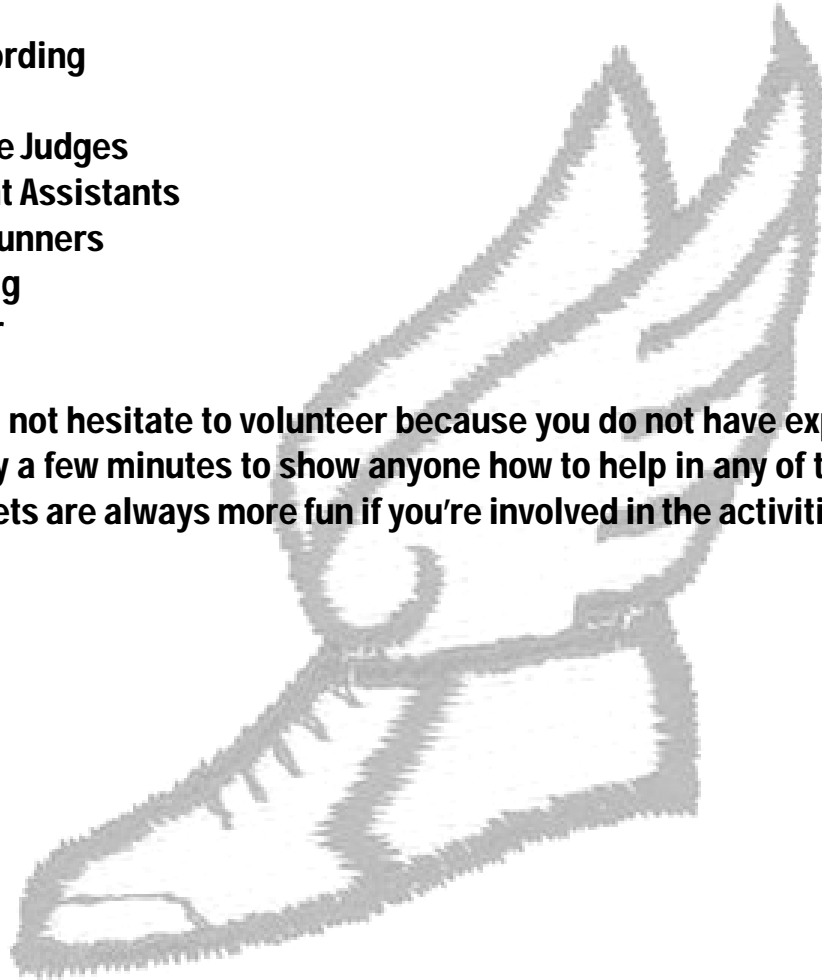 ording
e Judges
t Assistants
unners
g
r
not hesitate to volunteer because you do not have exp
y a few minutes to show anyone how to help in any of t
ets are always more fun if you're involved in the activiti